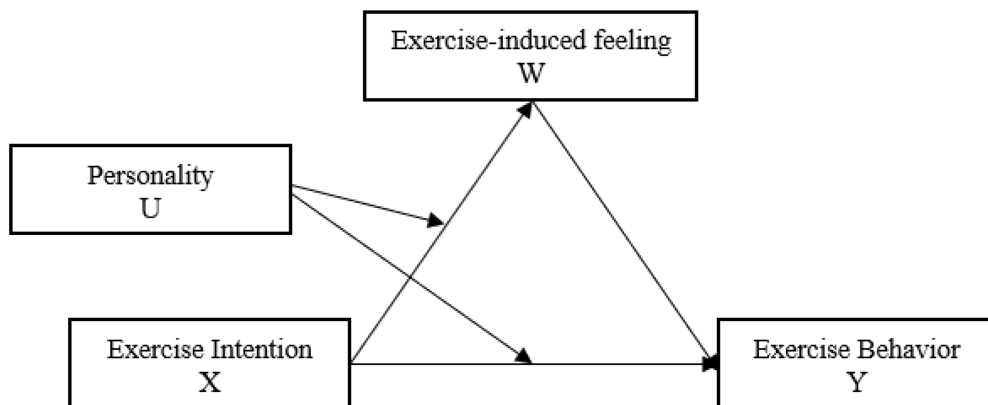 Exercise-induced feeling
W
Personality
U
Exercise Intention
X
Exercise Behavior
Y